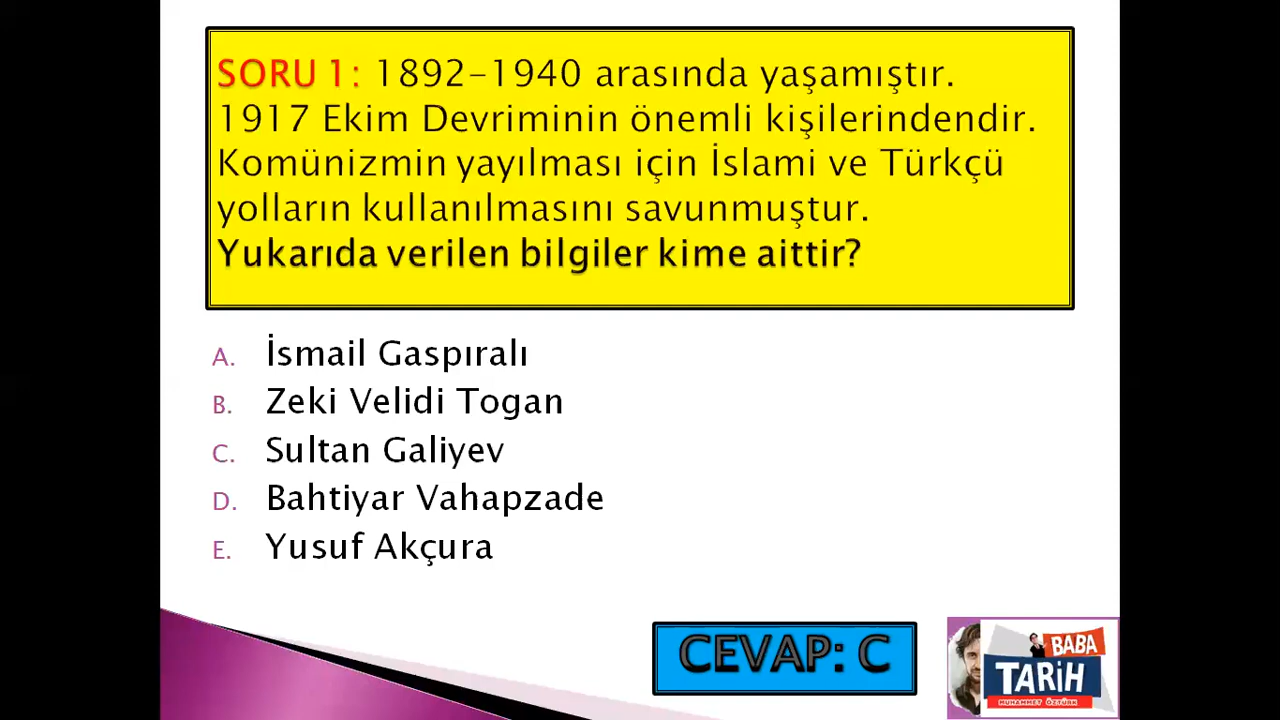 SORU 1: 1892-1940 arasında yaşamıştır.
1917 Ekim Devriminin önemli kişilerindendir.
Komünizmin yayılması için İslami ve Türkçü
yolların kullanılmasını savunmuştur.
Yukarıda verilen bilgiler kime aittir?
A. İsmail Gaspıralı
B. Zeki Velidi Togan
C. Sultan Galiyev
D. Bahtiyar Vahapzade
E. Yusuf Akçura
CEVAP: C
BABA
TARİH
MUHAMMET ÖZTÜRK